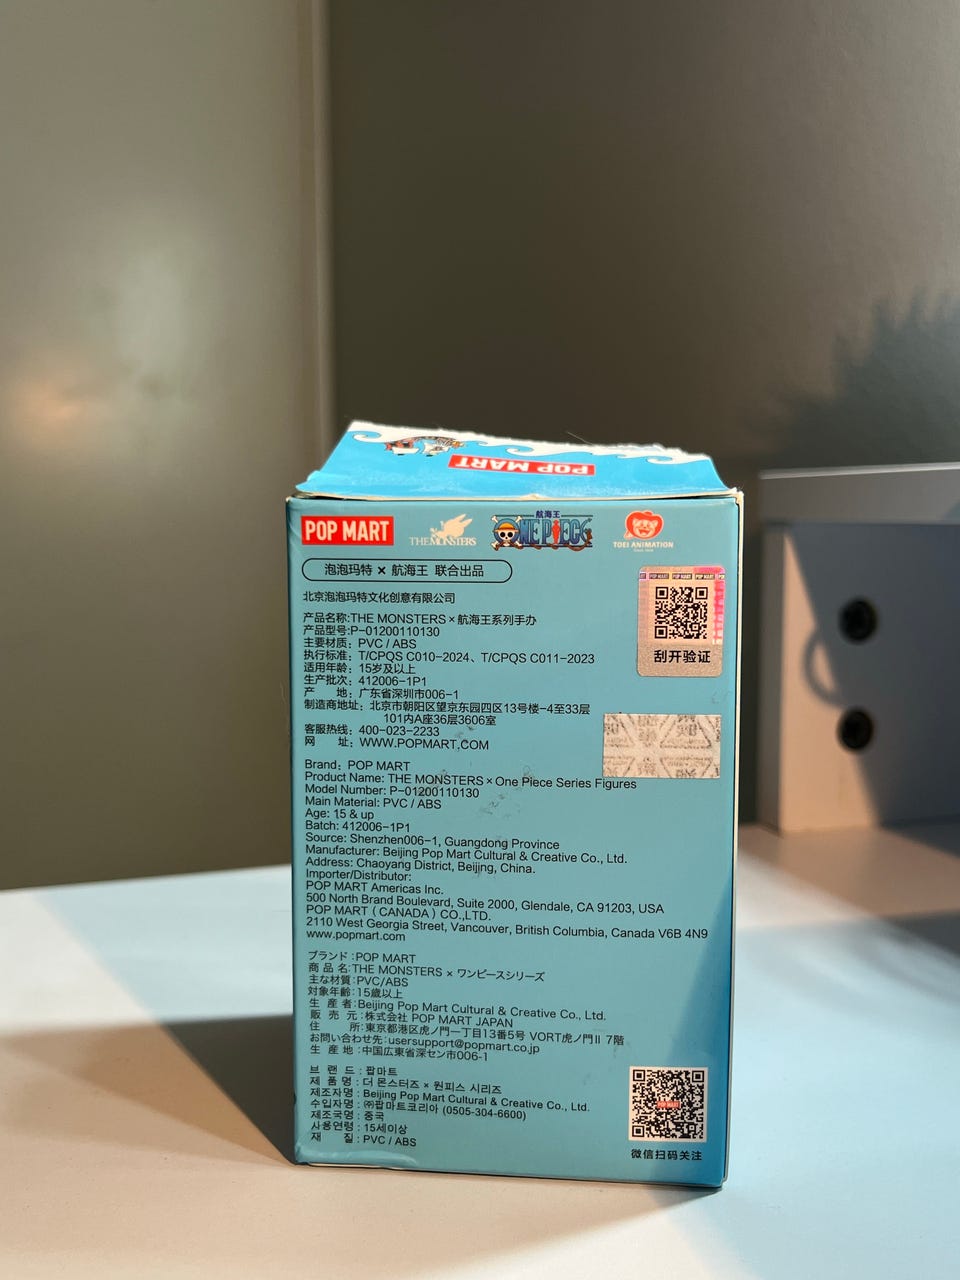 POP MART
POP MART
THE MONSTERS
航海王
ONE PIECE
TOEI ANIMATION
泡泡玛特 × 航海王 联合出品
POP MART POP MART POP MART
刮开验证
北京泡泡玛特文化创意有限公司
产品名称:THE MONSTERS × 航海王系列手办
产品型号:P-01200110130
主要材质: PVC / ABS
执行标准: T/CPQS C010-2024、T/CPQS C011-2023
适用年龄: 15岁及以上
生产批次: 412006-1P1
产 地: 广东省深圳市006-1
制造商地址: 北京市朝阳区望京东园四区13号楼-4至33层
101内A座36层3606室
客服热线: 400-023-2233
网 址: WWW.POPMART.COM
Brand: POP MART
Product Name: THE MONSTERS × One Piece Series Figures
Model Number: P-01200110130
Main Material: PVC / ABS
Age: 15 & up
Batch: 412006-1P1
Source: Shenzhen006-1, Guangdong Province
Manufacturer: Beijing Pop Mart Cultural & Creative Co., Ltd.
Address: Chaoyang District, Beijing, China.
Importer/Distributor:
POP MART Americas Inc.
500 North Brand Boulevard, Suite 2000, Glendale, CA 91203, USA
POP MART ( CANADA ) CO.,LTD.
2110 West Georgia Street, Vancouver, British Columbia, Canada V6B 4N9
www.popmart.com
ブランド:POP MART
商 品 名:THE MONSTERS × ワンピースシリーズ
主な材質:PVC/ABS
対象年齢:15歳以上
生 産 者:Beijing Pop Mart Cultural & Creative Co., Ltd.
販 売 元:株式会社 POP MART JAPAN
住 所:東京都港区虎ノ門一丁目13番5号 VORT虎ノ門II 7階
お問い合わせ先:usersupport@popmart.co.jp
生 産 地:中国広東省深セン市006-1
브 랜 드 : 팝마트
제 품 명 : 더 몬스터즈 × 원피스 시리즈
제조자명 : Beijing Pop Mart Cultural & Creative Co., Ltd.
수입자명 : ㈜팝마트코리아 (0505-304-6600)
제조국명 : 중국
사용연령 : 15세이상
재 질 : PVC / ABS
POP MART
微信扫码关注